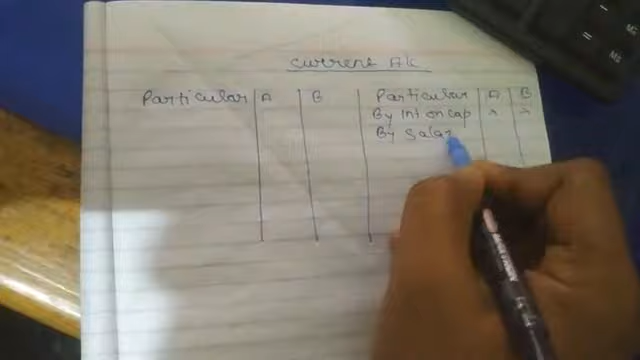 Current A/c
Particular A B Particular A B
By Int on cap x x
By Salar